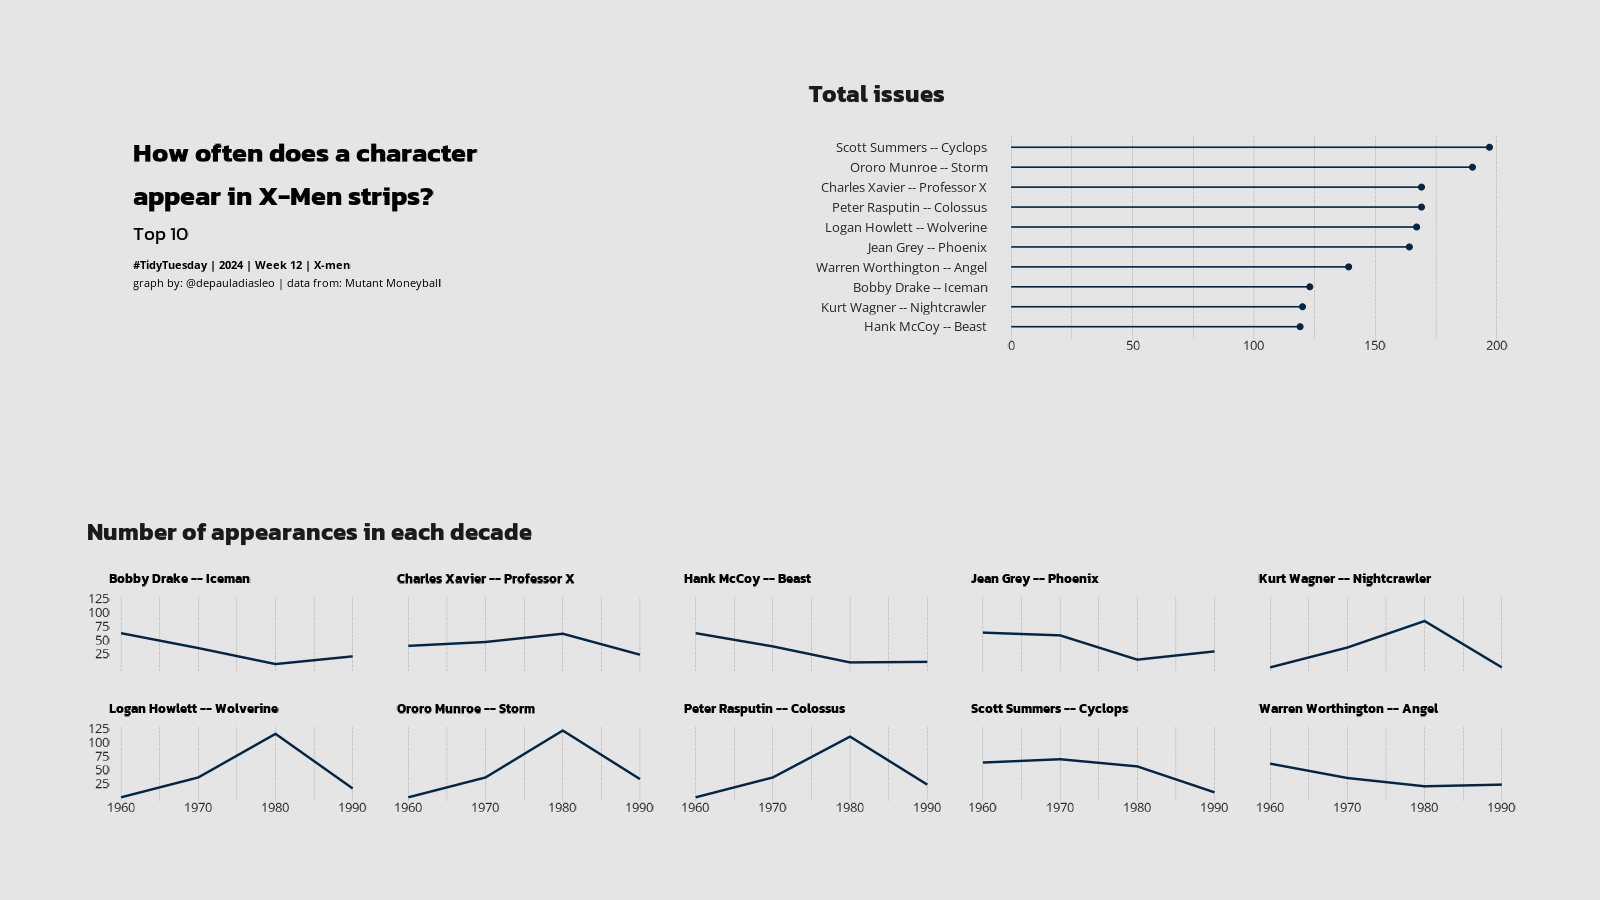 How often does a character
appear in X-Men strips?
Top 10
#TidyTuesday | 2024 | Week 12 | X-men
graph by: @depauladiasleo | data from: Mutant Moneyball
Total issues
Scott Summers -- Cyclops
Ororo Munroe -- Storm
Charles Xavier -- Professor X
Peter Rasputin -- Colossus
Logan Howlett -- Wolverine
Jean Grey -- Phoenix
Warren Worthington -- Angel
Bobby Drake -- Iceman
Kurt Wagner -- Nightcrawler
Hank McCoy -- Beast
0 50 100 150 200
Number of appearances in each decade
Bobby Drake -- Iceman Charles Xavier -- Professor X Hank McCoy -- Beast Jean Grey -- Phoenix Kurt Wagner -- Nightcrawler
125
100
75
50
25
Logan Howlett -- Wolverine Ororo Munroe -- Storm Peter Rasputin -- Colossus Scott Summers -- Cyclops Warren Worthington -- Angel
125
100
75
50
25
1960 1970 1980 1990 1960 1970 1980 1990 1960 1970 1980 1990 1960 1970 1980 1990 1960 1970 1980 1990